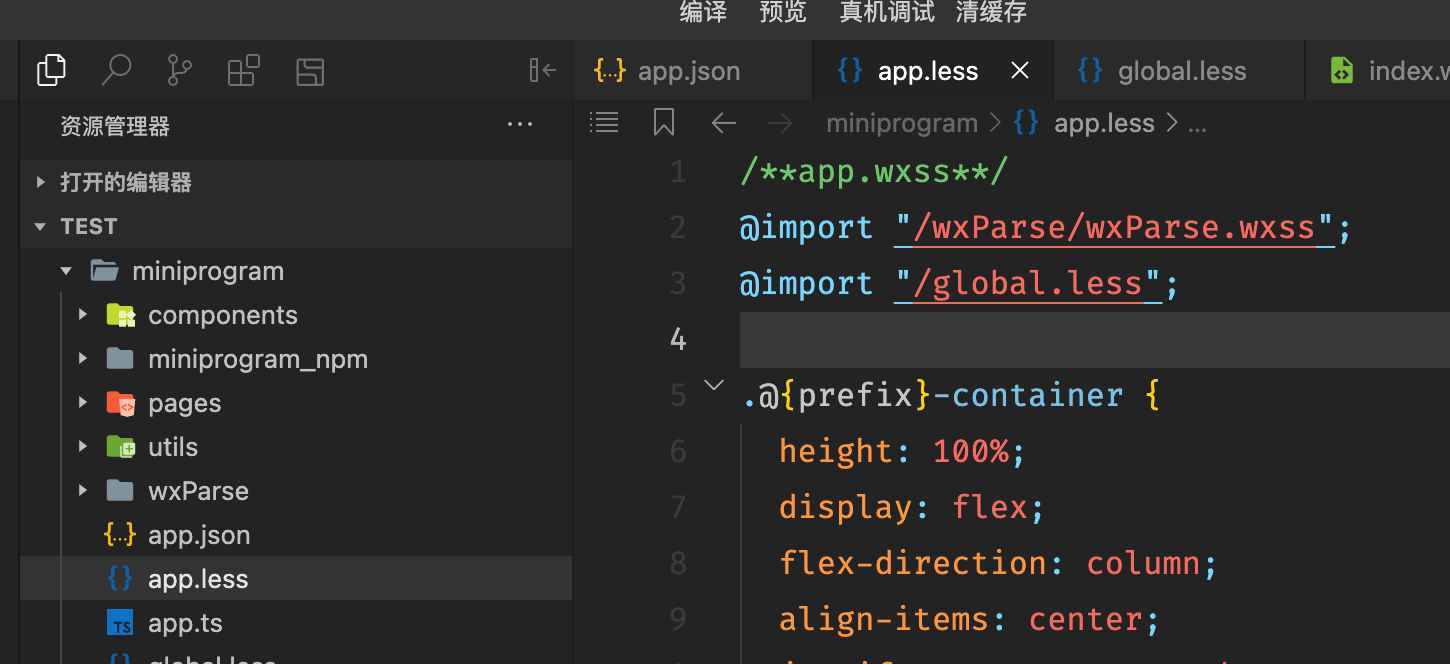 编译 预览 真机调试 清缓存
app.json app.less global.less index.w
资源管理器
miniprogram > app.less > ...
打开的编辑器
TEST
miniprogram
components
miniprogram_npm
pages
utils
wxParse
app.json
app.less
TS app.ts
global.less
1 /**app.wxss**/
2 @import "/wxParse/wxParse.wxss";
3 @import "/global.less";
4
5 .@{prefix}-container {
6 height: 100%;
7 display: flex;
8 flex-direction: column;
9 align-items: center;